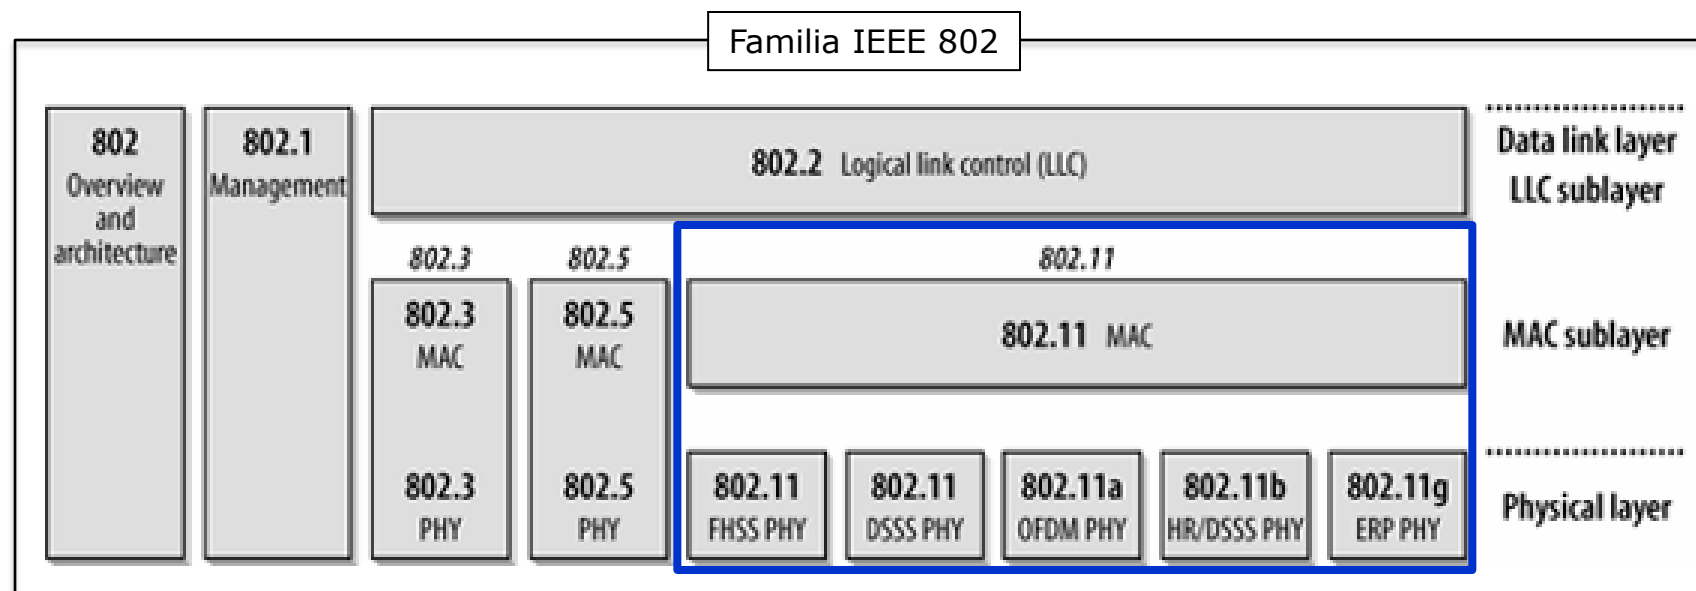 Familia IEEE 802
802
Overview
and
architecture
802.1
Management
802.2 Logical link control (LLC)
Data link layer
LLC sublayer
802.3
802.5
802.11
802.3
MAC
802.5
MAC
802.11 MAC
MAC sublayer
802.3
PHY
802.5
PHY
802.11
FHSS PHY
802.11
DSSS PHY
802.11a
OFDM PHY
802.11b
HR/DSSS PHY
802.11g
ERP PHY
Physical layer